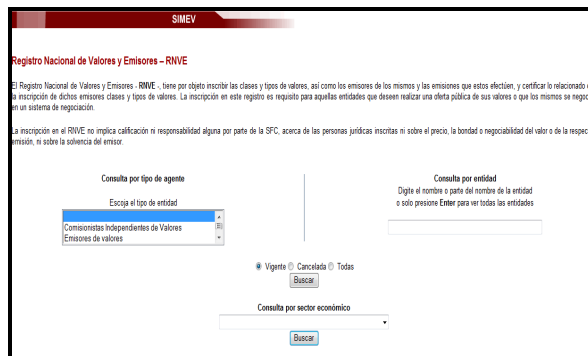 SIMEV
Registro Nacional de Valores y Emisores – RNVE
El Registro Nacional de Valores y Emisores - RNVE -, tiene por objeto inscribir las clases y tipos de valores, así como los emisores de los mismos y las emisiones que estos efectúen, y certificar lo relacionado
la inscripción de dichos emisores clases y tipos de valores. La inscripción en este registro es requisito para aquellas entidades que deseen realizar una oferta pública de sus valores o que los mismos se nego
en un sistema de negociación.
La inscripción en el RNVE no implica calificación ni responsabilidad alguna por parte de la SFC, acerca de las personas jurídicas inscritas ni sobre el precio, la bondad o negociabilidad del valor o de la respec
emisión, ni sobre la solvencia del emisor.
Consulta por tipo de agente
Escoja el tipo de entidad
Comisionistas Independientes de Valores
Emisores de valores
Consulta por entidad
Digite el nombre o parte del nombre de la entidad
o solo presione Enter para ver todas las entidades
Vigente Cancelada Todas
Buscar
Consulta por sector económico
Buscar